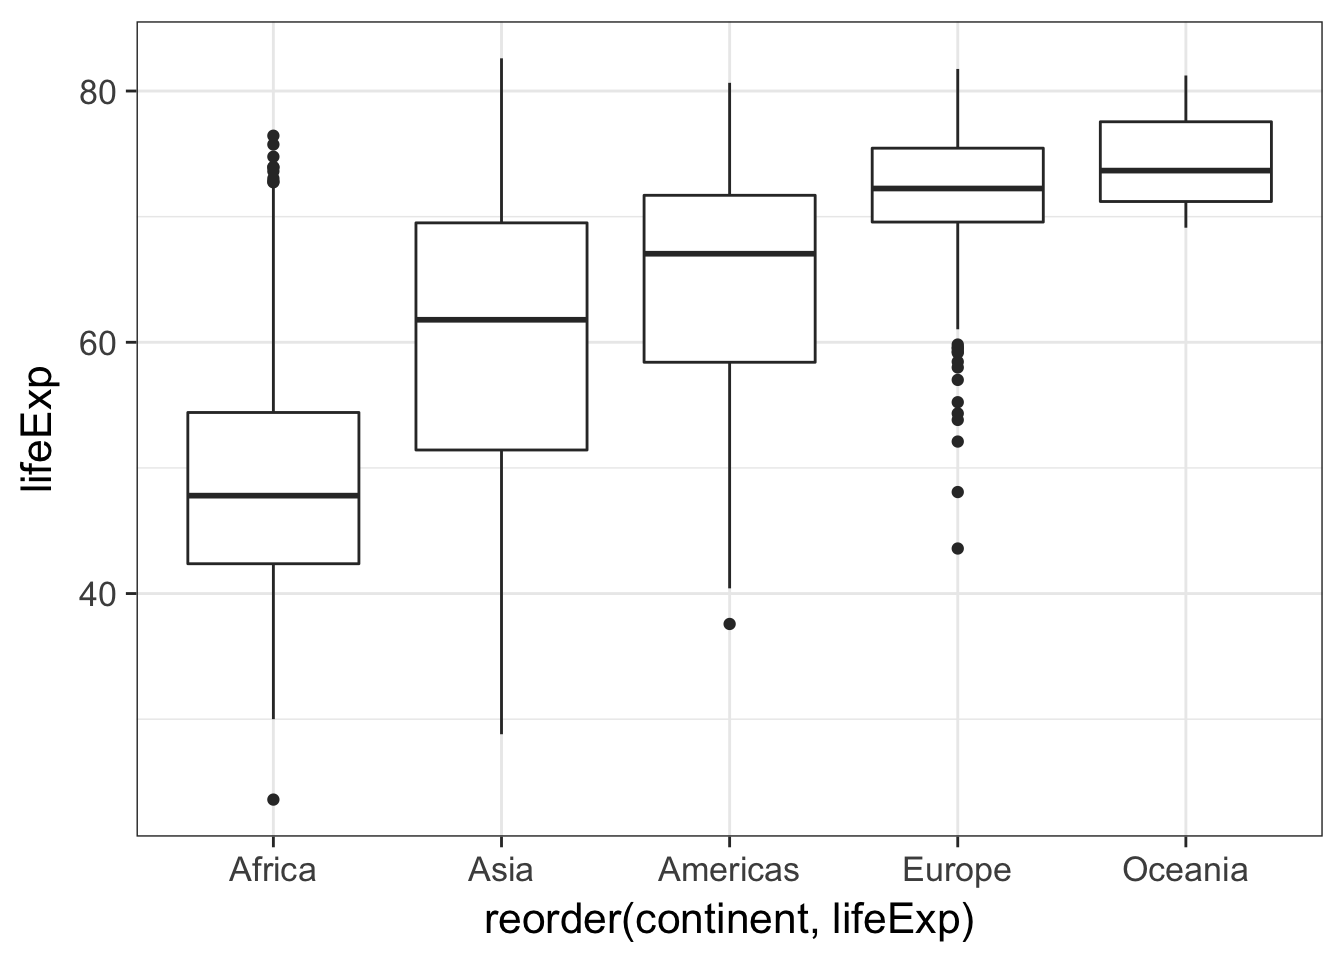 80
60
40
lifeExp
Africa Asia Americas Europe Oceania
reorder(continent, lifeExp)